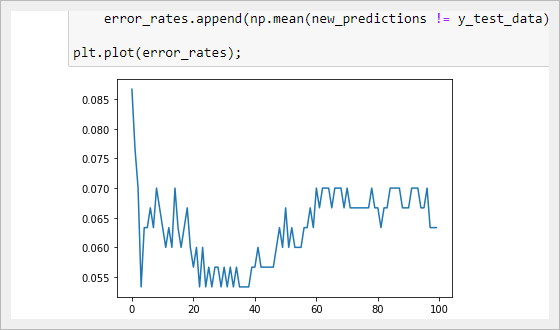 error_rates.append(np.mean(new_predictions != y_test_data)
plt.plot(error_rates);
0.085
0.080
0.075
0.070
0.065
0.060
0.055
0 20 40 60 80 100